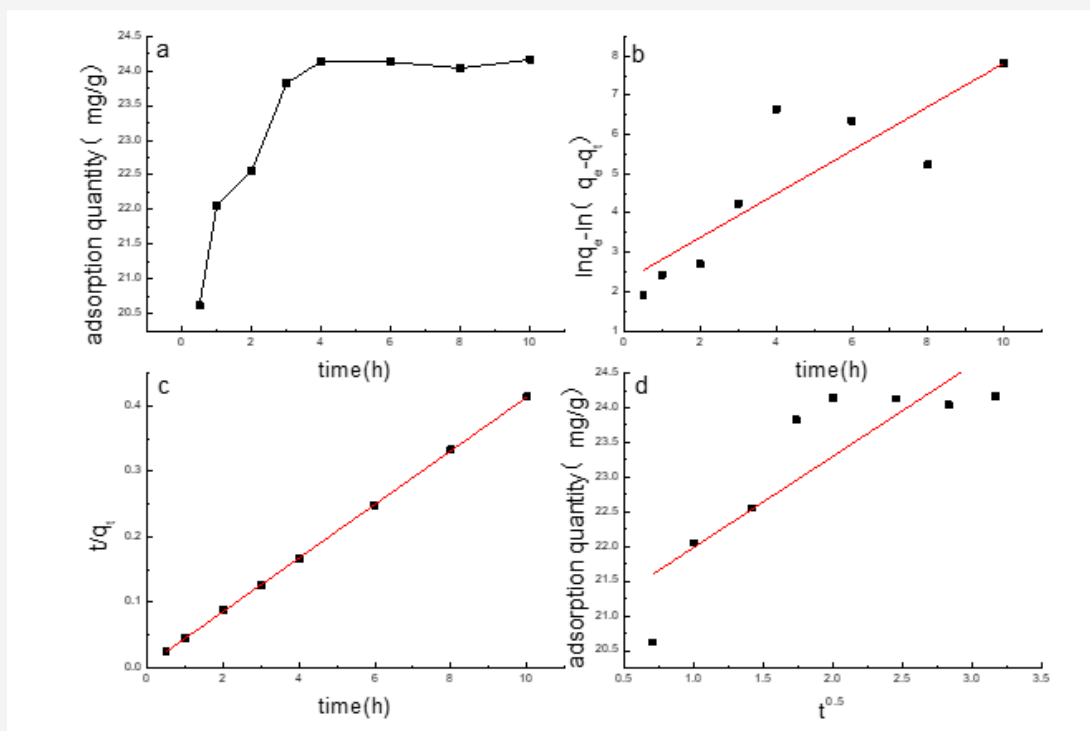 a
adsorption quantity( mg/g)
24.5
24.0
23.5
23.0
22.5
22.0
21.5
21.0
20.5
0 2 4 6 8 10
time(h)
b
lnqe-ln( qe-qt)
8
7
6
5
4
3
2
1
0 2 4 6 8 10
time(h)
c
t/qt
0.4
0.3
0.2
0.1
0.0
0 2 4 6 8 10
time(h)
d
adsorption quantity( mg/g)
24.5
24.0
23.5
23.0
22.5
22.0
21.5
21.0
20.5
0.5 1.0 1.5 2.0 2.5 3.0 3.5
t^0.5